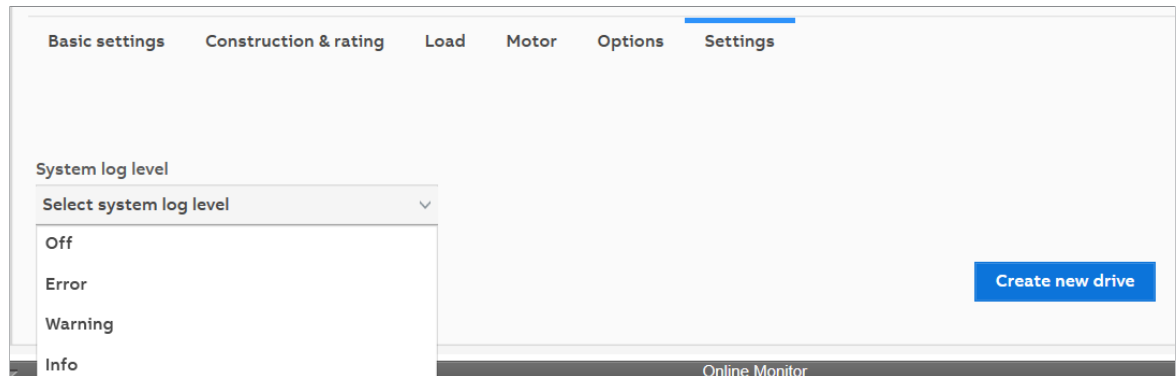 Basic settings Construction & rating Load Motor Options Settings
System log level
Select system log level
Off
Error
Create new drive
Warning
Info
Online Monitor